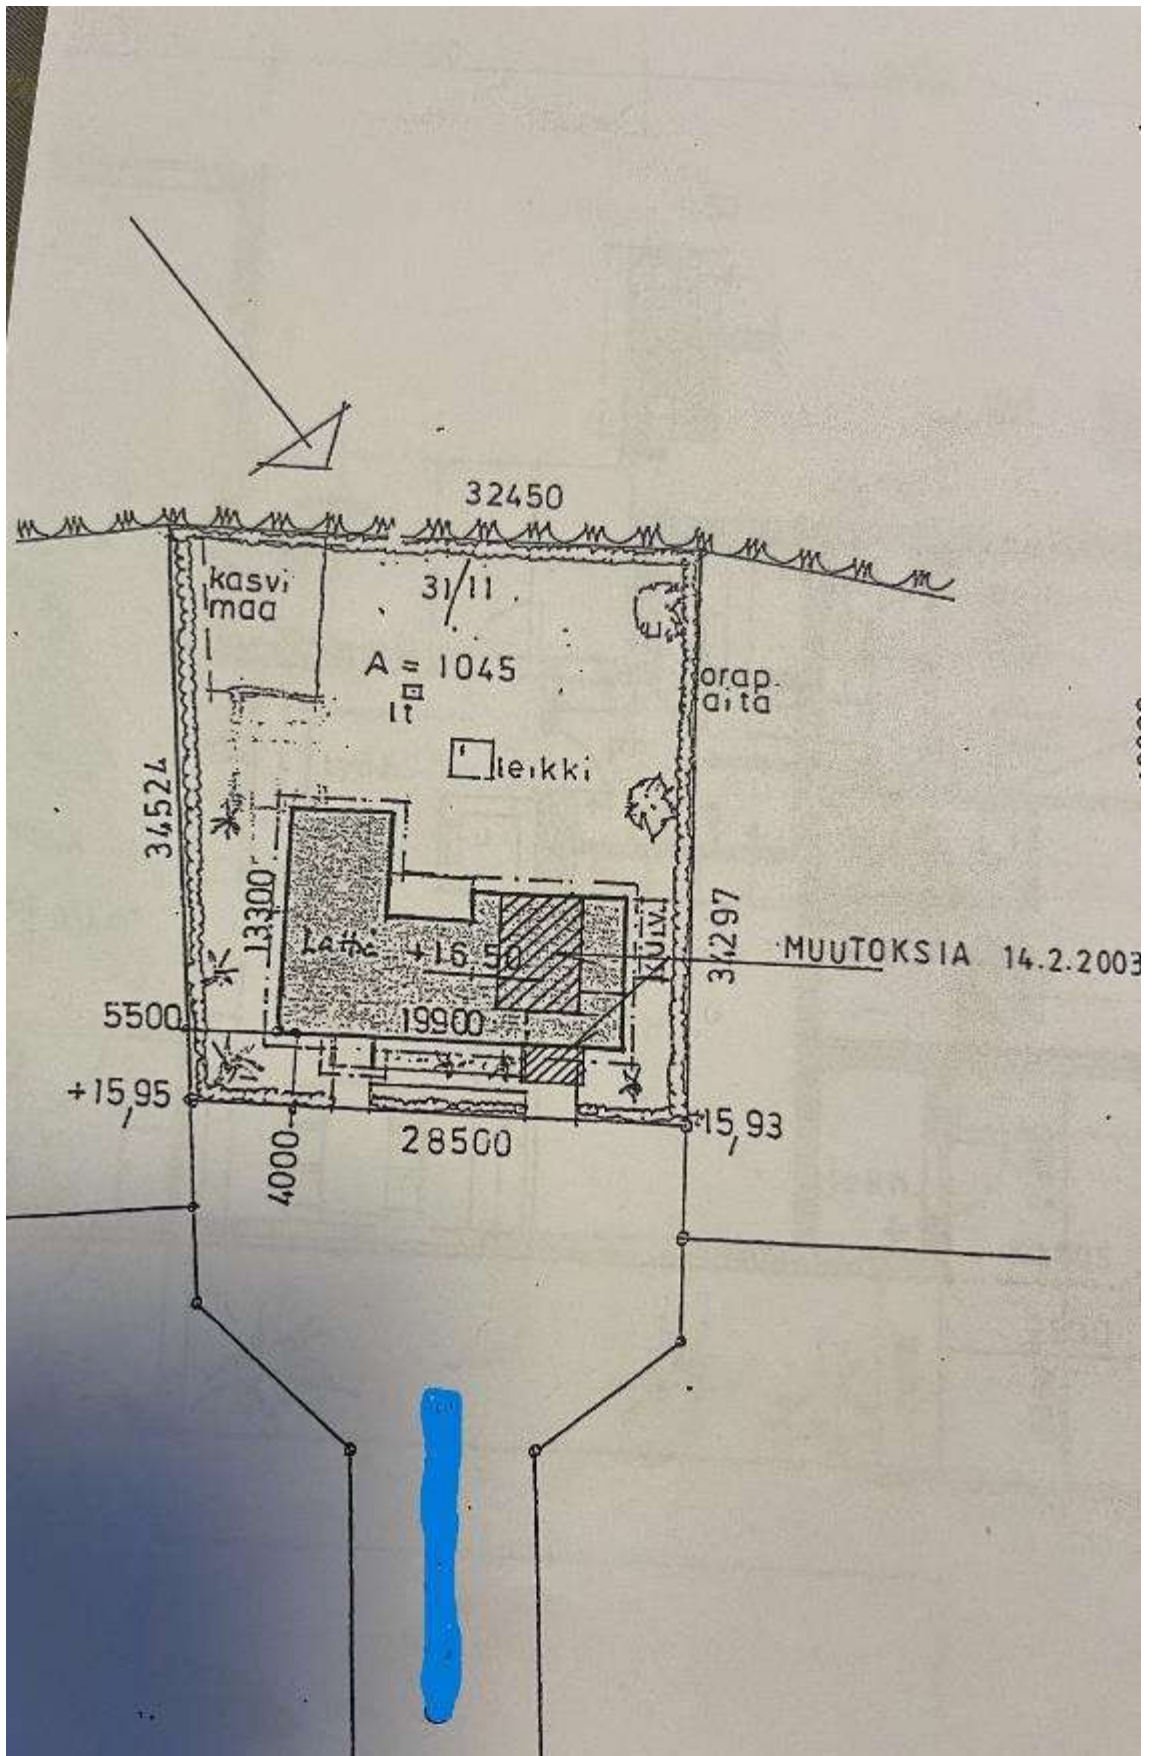 32450
kasvi
maa
31/11
orap.
aita
A = 1045
lt
leikki
34524
13300
34297
+16.50
MUUTOKSIA 14.2.2003
5500
19900
+15,95
+15,93
28500
4000